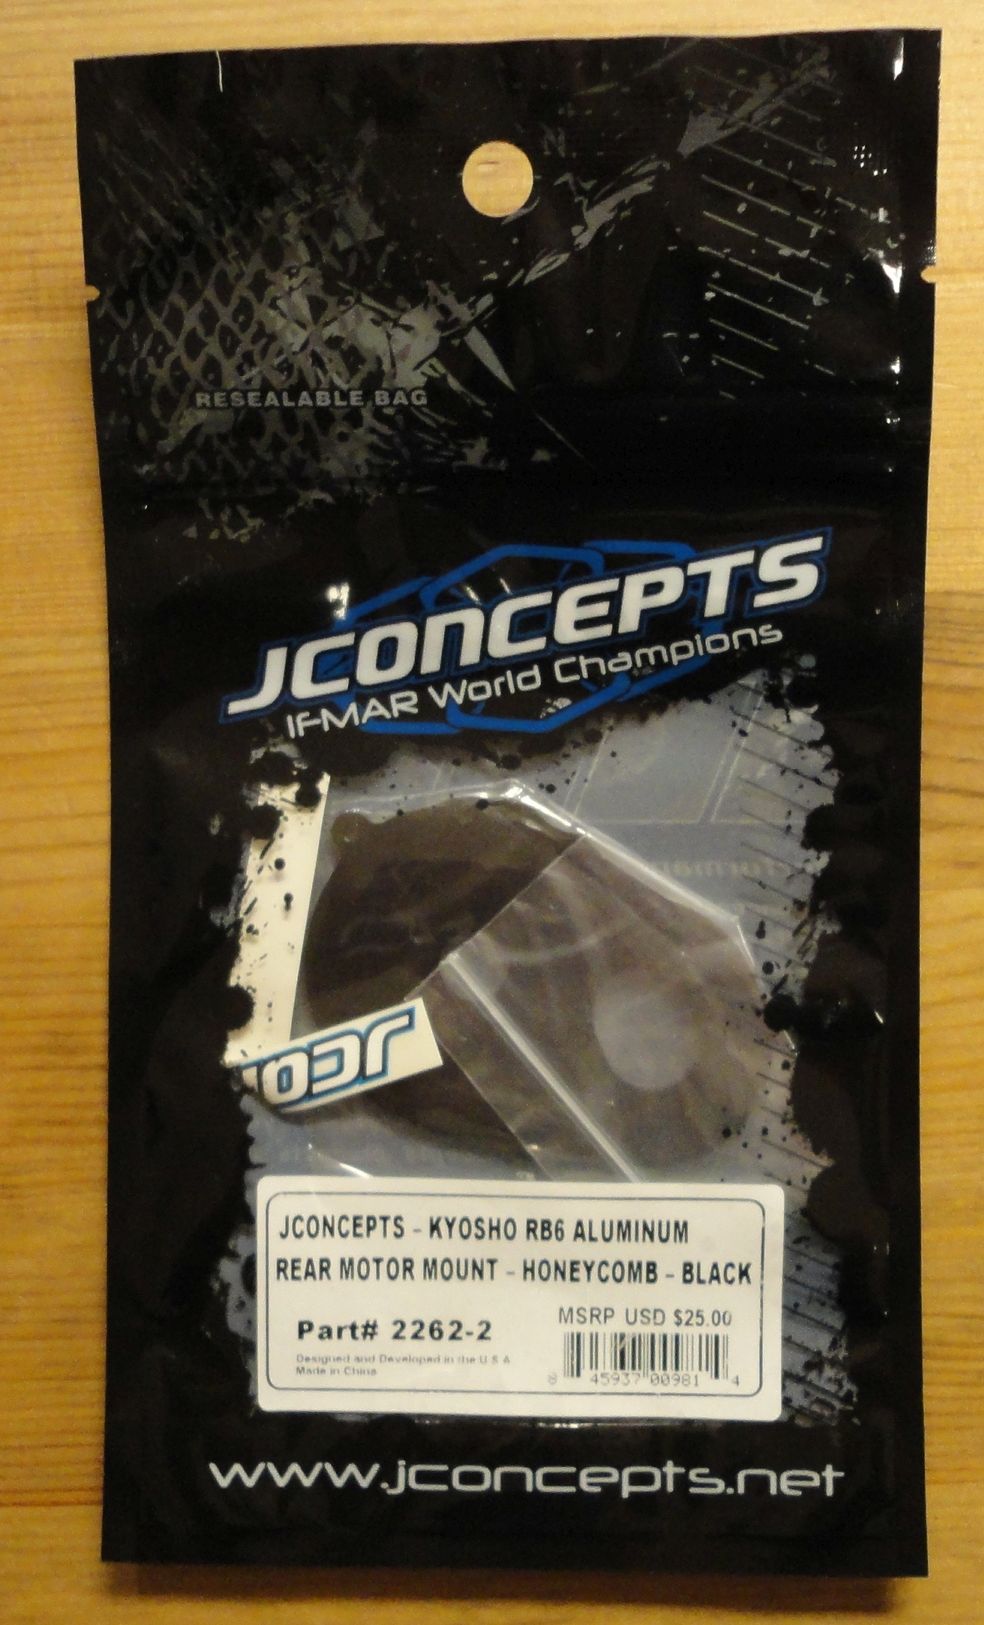 RESEALABLE BAG
JCONCEPTS
IFMAR World Champions
JCO
JCONCEPTS - KYOSHO RB6 ALUMINUM
REAR MOTOR MOUNT - HONEYCOMB - BLACK
MSRP USD $25.00
Part# 2262-2
Designed and Developed in the U S A
Made in China
8 45937 00981 4
www.jconcepts.net